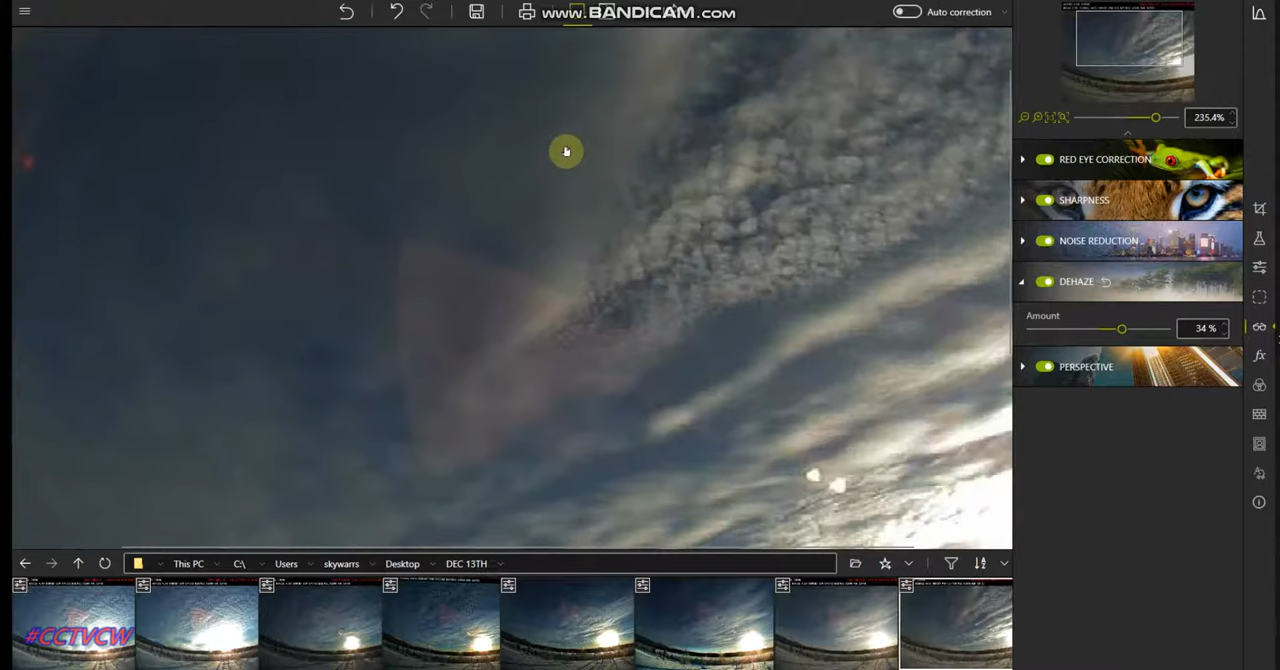 www.BANDICAM.com
Auto correction
235.4%
RED EYE CORRECTION
SHARPNESS
NOISE REDUCTION
DEHAZE
Amount
34 %
PERSPECTIVE
fx
This PC
C:\
Users
skywarrs
Desktop
DEC 13TH
#CCTVCW